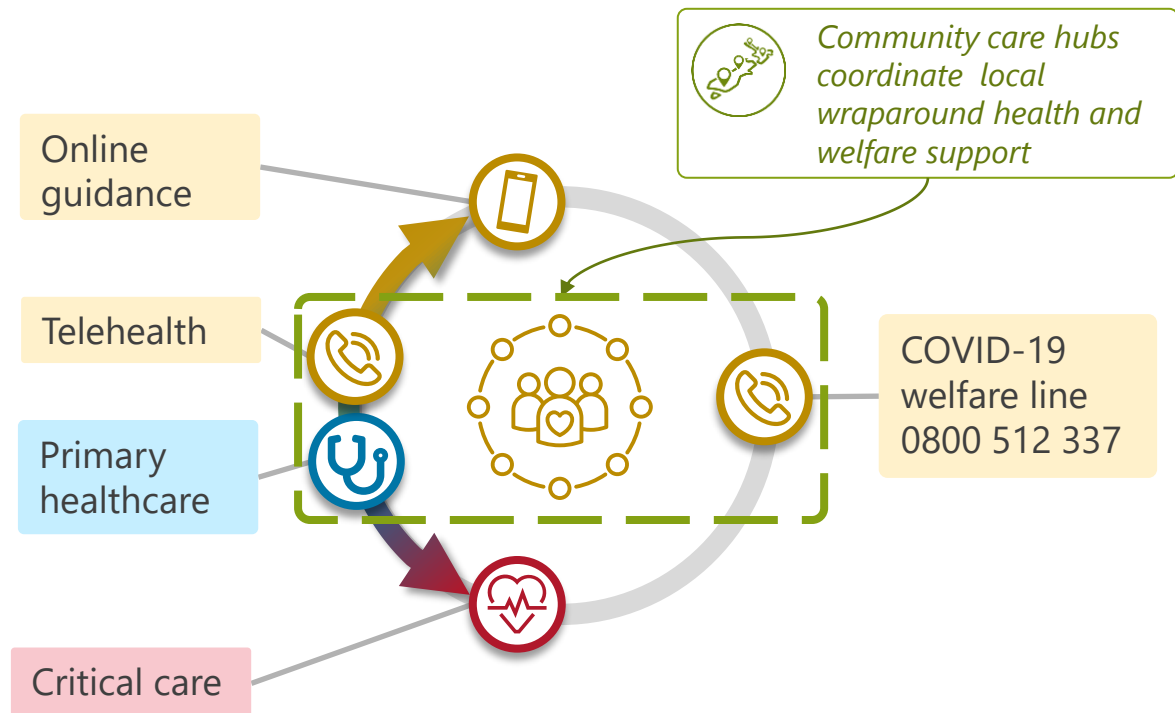 Community care hubs
coordinate local
wraparound health and
welfare support
Online
guidance
Telehealth
COVID-19
welfare line
0800 512 337
Primary
healthcare
Critical care